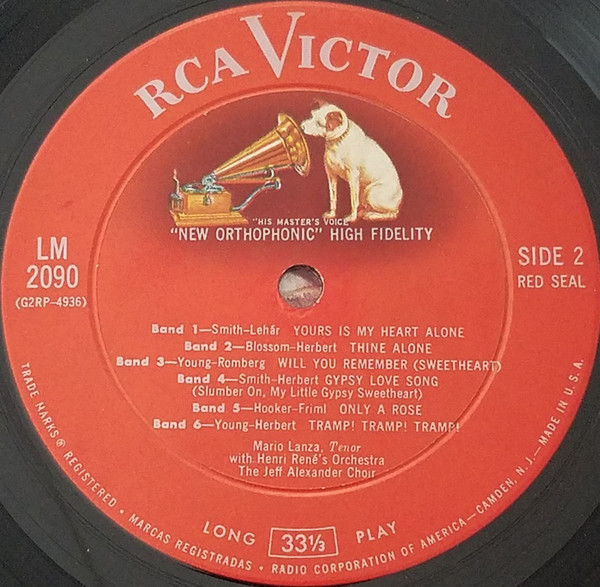 RCA VICTOR
"HIS MASTER'S VOICE"
"NEW ORTHOPHONIC" HIGH FIDELITY
LM
2090
(G2RP-4936)
SIDE 2
RED SEAL
Band 1—Smith-Lehár YOURS IS MY HEART ALONE
Band 2—Blossom-Herbert THINE ALONE
Band 3—Young-Romberg WILL YOU REMEMBER (SWEETHEART)
Band 4—Smith-Herbert GYPSY LOVE SONG
(Slumber On, My Little Gypsy Sweetheart)
Band 5—Hooker-Friml ONLY A ROSE
Band 6—Young-Herbert TRAMP! TRAMP! TRAMP!
Mario Lanza, Tenor
with Henri René's Orchestra
The Jeff Alexander Choir
LONG 33⅓ PLAY
TRADE MARKS ® REGISTERED • MARCAS REGISTRADAS • RADIO CORPORATION OF AMERICA—CAMDEN, N. J.—MADE IN U. S. A.